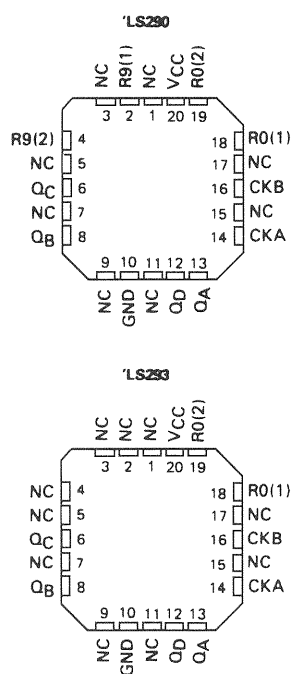 'LS290
NC R9(1) NC VCC R0(2)
3 2 1 20 19
R9(2) 4 18 R0(1)
NC 5 17 NC
QC 6 16 CKB
NC 7 15 NC
QB 8 14 CKA
9 10 11 12 13
NC GND NC QD QA
'LS293
NC NC NC VCC R0(2)
3 2 1 20 19
NC 4 18 R0(1)
NC 5 17 NC
QC 6 16 CKB
NC 7 15 NC
QB 8 14 CKA
9 10 11 12 13
NC GND NC QD QA